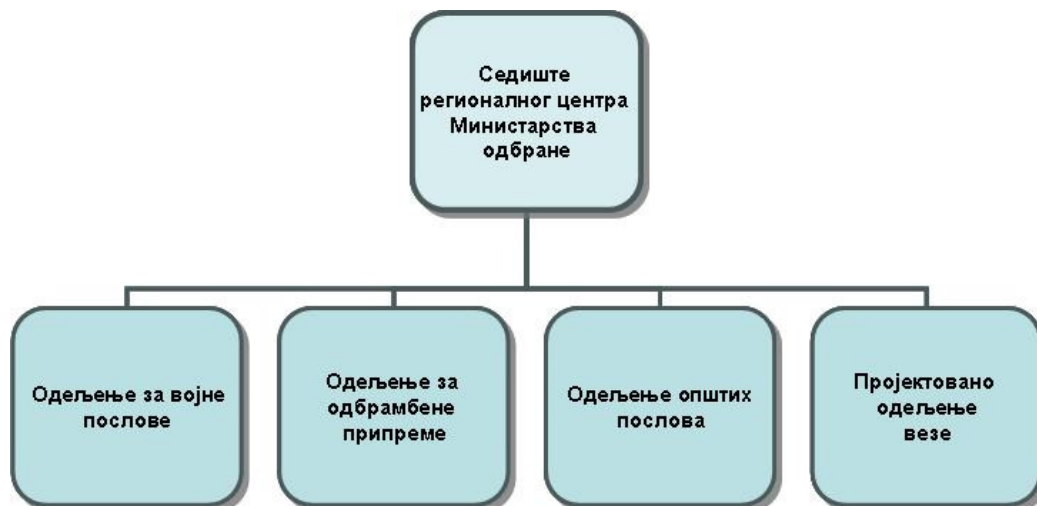 Седиште
регионалног центра
Министарства
одбране
Одељење за војне
послове
Одељење за
одбрамбене
припреме
Одељење општих
послова
Пројектовано
одељење
везе